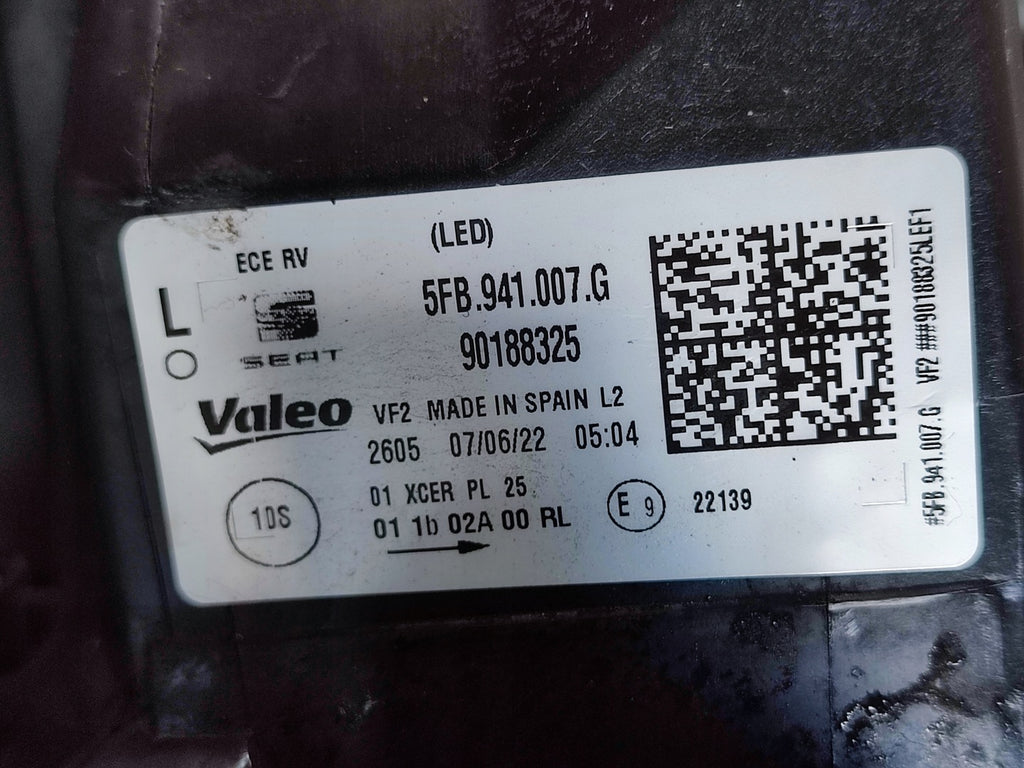 (LED)
ECE RV
L
O
SEAT
5FB.941.007.G
90188325
Valeo
VF2 MADE IN SPAIN L2
2605 07/06/22 05:04
1DS
01 XCER PL 25
01 1b 02A 00 RL
E 9
22139
#5FB.941.007.G VF2 ###90188325LEF1